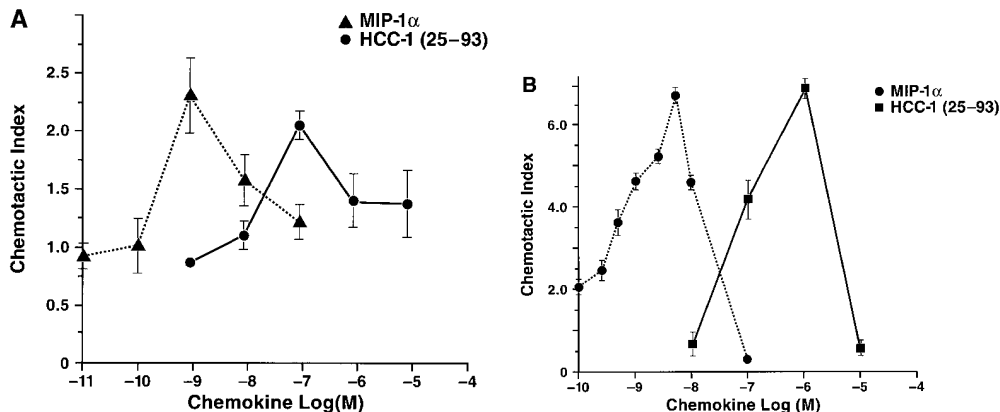 A
▲ MIP-1α
● HCC-1 (25–93)
Chemotactic Index
2.5
2.0
1.5
1.0
0.5
0
−11 −10 −9 −8 −7 −6 −5 −4
Chemokine Log(M)
B
● MIP-1α
■ HCC-1 (25–93)
Chemotactic Index
6.0
4.0
2.0
0
−10 −9 −8 −7 −6 −5 −4
Chemokine Log(M)